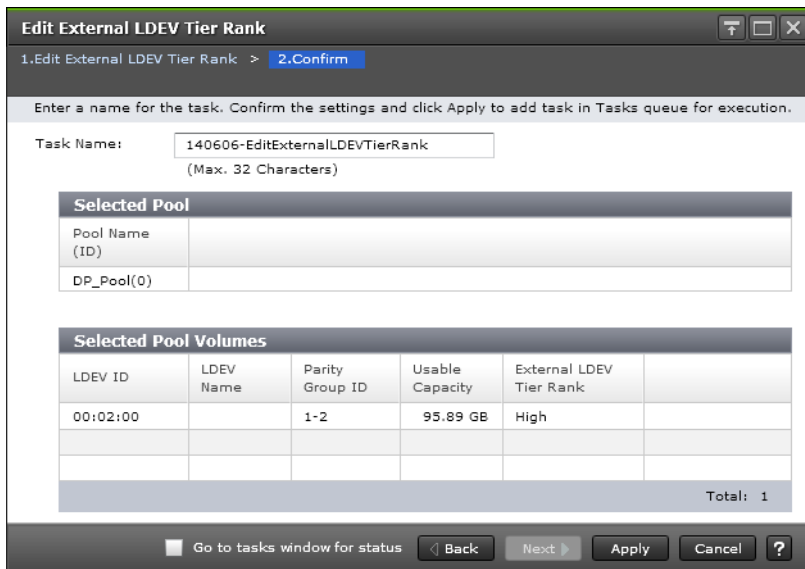 Edit External LDEV Tier Rank
1.Edit External LDEV Tier Rank > 2.Confirm
Enter a name for the task. Confirm the settings and click Apply to add task in Tasks queue for execution.
Task Name: 140606-EditExternalLDEVTierRank
(Max. 32 Characters)
Selected Pool
Pool Name
(ID)
DP_Pool(0)
Selected Pool Volumes
LDEV ID LDEV Name Parity Group ID Usable Capacity External LDEV Tier Rank
00:02:00 1-2 95.89 GB High
Total: 1
Go to tasks window for status Back Next Apply Cancel ?